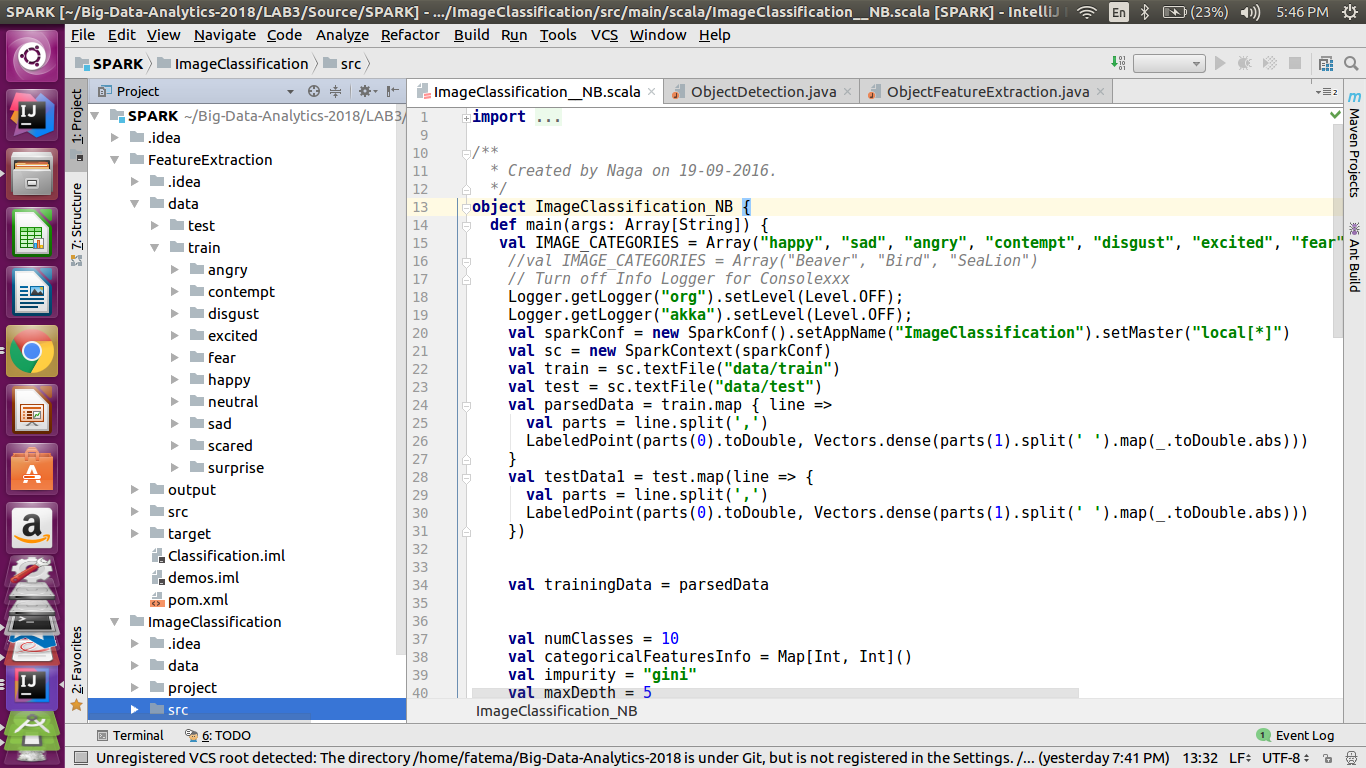 SPARK [~/Big-Data-Analytics-2018/LAB3/Source/SPARK] - .../ImageClassification/src/main/scala/ImageClassification__NB.scala [SPARK] - IntelliJ
En
(23%)
5:46 PM
File Edit View Navigate Code Analyze Refactor Build Run Tools VCS Window Help
SPARK ImageClassification src
Project
ImageClassification__NB.scala
ObjectDetection.java
ObjectFeatureExtraction.java
1: Project
7: Structure
2: Favorites
SPARK ~/Big-Data-Analytics-2018/LAB3/
.idea
FeatureExtraction
.idea
data
test
train
angry
contempt
disgust
excited
fear
happy
neutral
sad
scared
surprise
output
src
target
Classification.iml
demos.iml
pom.xml
ImageClassification
.idea
data
project
src
1 import ...
9
10 /**
11 * Created by Naga on 19-09-2016.
12 */
13 object ImageClassification_NB {
14 def main(args: Array[String]) {
15 val IMAGE_CATEGORIES = Array("happy", "sad", "angry", "contempt", "disgust", "excited", "fear"
16 //val IMAGE_CATEGORIES = Array("Beaver", "Bird", "SeaLion")
17 // Turn off Info Logger for Consolexxx
18 Logger.getLogger("org").setLevel(Level.OFF);
19 Logger.getLogger("akka").setLevel(Level.OFF);
20 val sparkConf = new SparkConf().setAppName("ImageClassification").setMaster("local[*]")
21 val sc = new SparkContext(sparkConf)
22 val train = sc.textFile("data/train")
23 val test = sc.textFile("data/test")
24 val parsedData = train.map { line =>
25 val parts = line.split(',')
26 LabeledPoint(parts(0).toDouble, Vectors.dense(parts(1).split(' ').map(_.toDouble.abs)))
27 }
28 val testData1 = test.map(line => {
29 val parts = line.split(',')
30 LabeledPoint(parts(0).toDouble, Vectors.dense(parts(1).split(' ').map(_.toDouble.abs)))
31 })
32
33
34 val trainingData = parsedData
35
36
37 val numClasses = 10
38 val categoricalFeaturesInfo = Map[Int, Int]()
39 val impurity = "gini"
40 val maxDepth = 5
ImageClassification_NB
Maven Projects
Ant Build
Terminal
6: TODO
1 Event Log
Unregistered VCS root detected: The directory /home/fatema/Big-Data-Analytics-2018 is under Git, but is not registered in the Settings. /... (yesterday 7:41 PM) 13:32 LF UTF-8